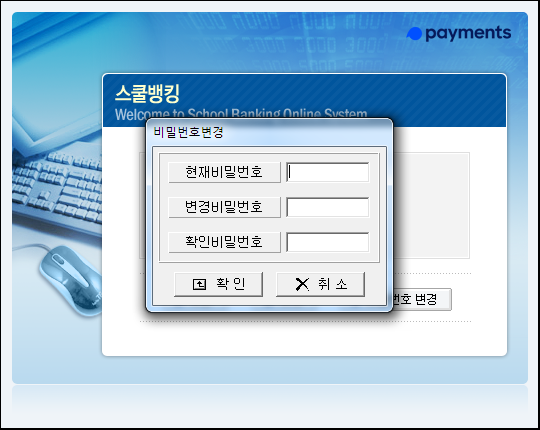 payments
스쿨뱅킹
Welcome to School Banking Online System
비밀번호변경
현재비밀번호
변경비밀번호
확인비밀번호
확 인
취 소
번호 변경